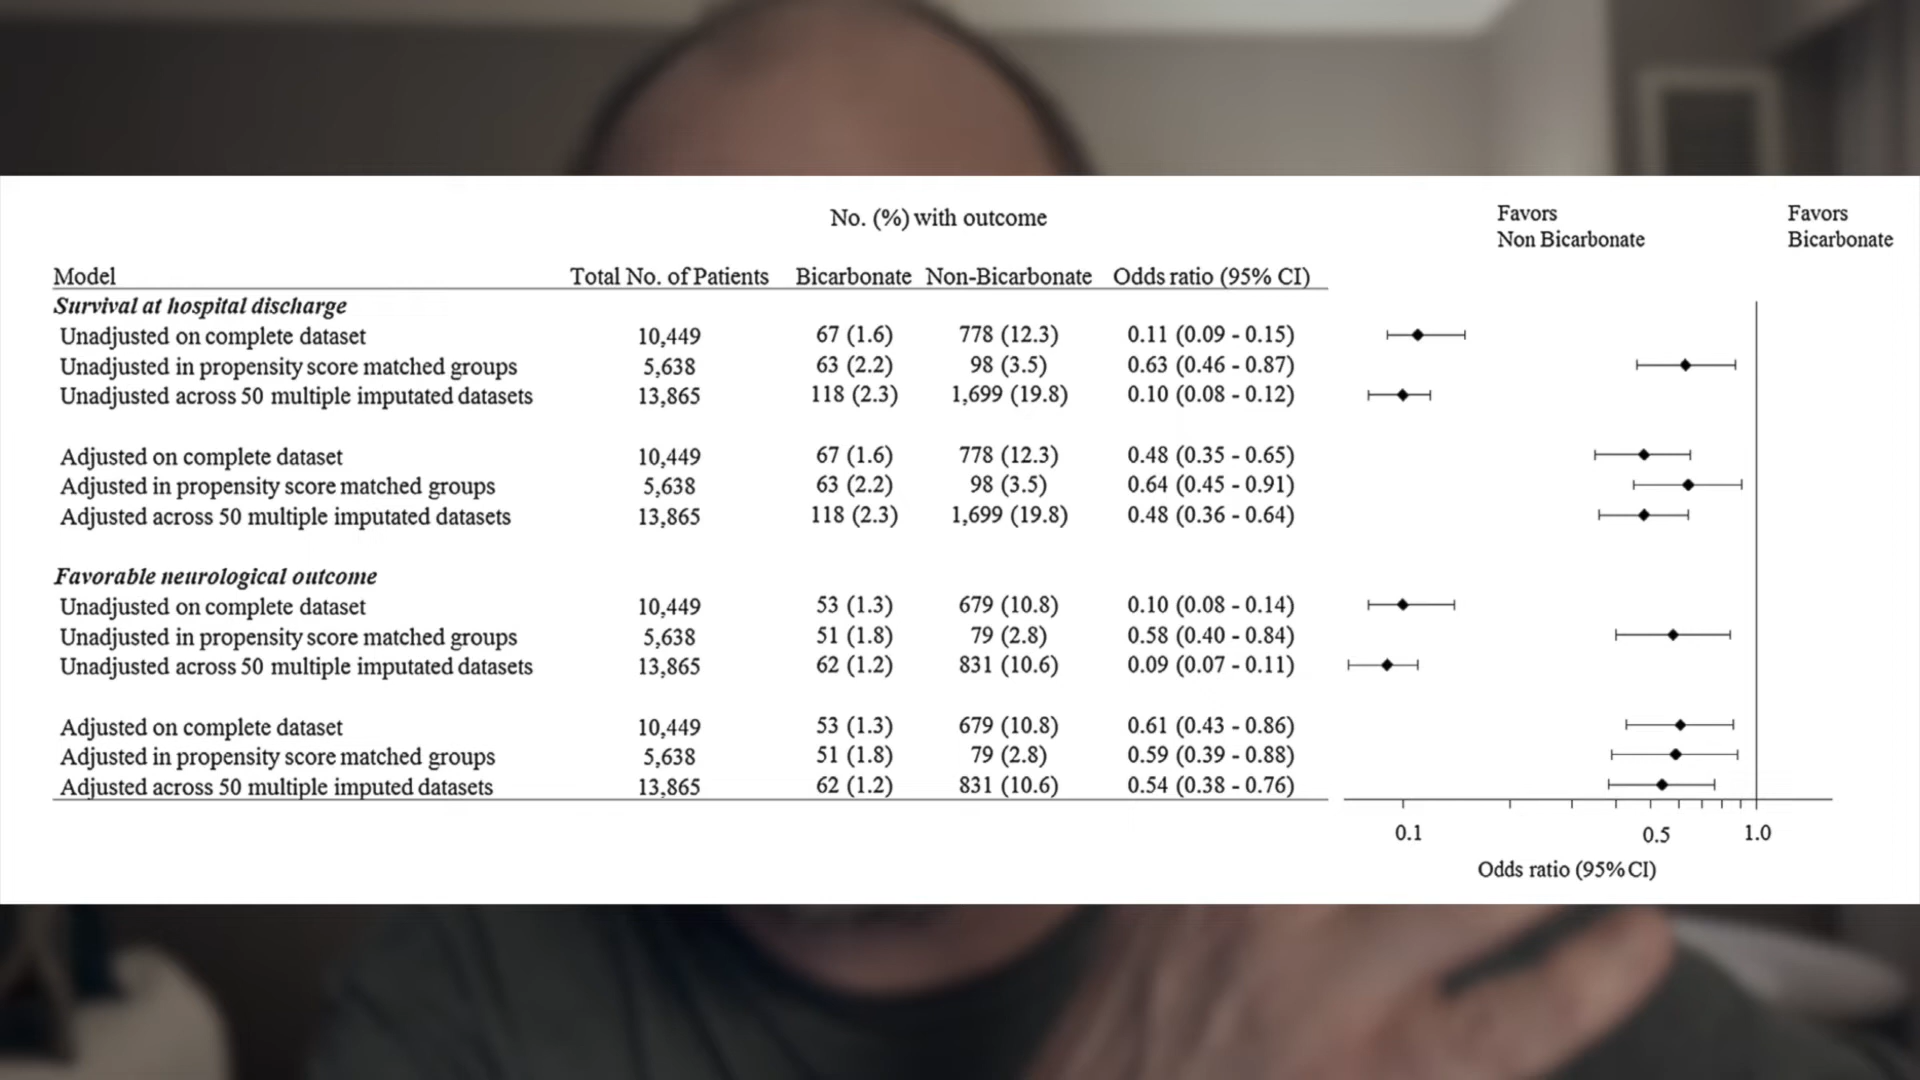 No. (%) with outcome
Favors Non Bicarbonate
Favors Bicarbonate
Model Total No. of Patients Bicarbonate Non-Bicarbonate Odds ratio (95% CI)
Survival at hospital discharge
Unadjusted on complete dataset 10,449 67 (1.6) 778 (12.3) 0.11 (0.09 - 0.15)
Unadjusted in propensity score matched groups 5,638 63 (2.2) 98 (3.5) 0.63 (0.46 - 0.87)
Unadjusted across 50 multiple imputated datasets 13,865 118 (2.3) 1,699 (19.8) 0.10 (0.08 - 0.12)
Adjusted on complete dataset 10,449 67 (1.6) 778 (12.3) 0.48 (0.35 - 0.65)
Adjusted in propensity score matched groups 5,638 63 (2.2) 98 (3.5) 0.64 (0.45 - 0.91)
Adjusted across 50 multiple imputated datasets 13,865 118 (2.3) 1,699 (19.8) 0.48 (0.36 - 0.64)
Favorable neurological outcome
Unadjusted on complete dataset 10,449 53 (1.3) 679 (10.8) 0.10 (0.08 - 0.14)
Unadjusted in propensity score matched groups 5,638 51 (1.8) 79 (2.8) 0.58 (0.40 - 0.84)
Unadjusted across 50 multiple imputated datasets 13,865 62 (1.2) 831 (10.6) 0.09 (0.07 - 0.11)
Adjusted on complete dataset 10,449 53 (1.3) 679 (10.8) 0.61 (0.43 - 0.86)
Adjusted in propensity score matched groups 5,638 51 (1.8) 79 (2.8) 0.59 (0.39 - 0.88)
Adjusted across 50 multiple imputed datasets 13,865 62 (1.2) 831 (10.6) 0.54 (0.38 - 0.76)
0.1 0.5 1.0
Odds ratio (95% CI)